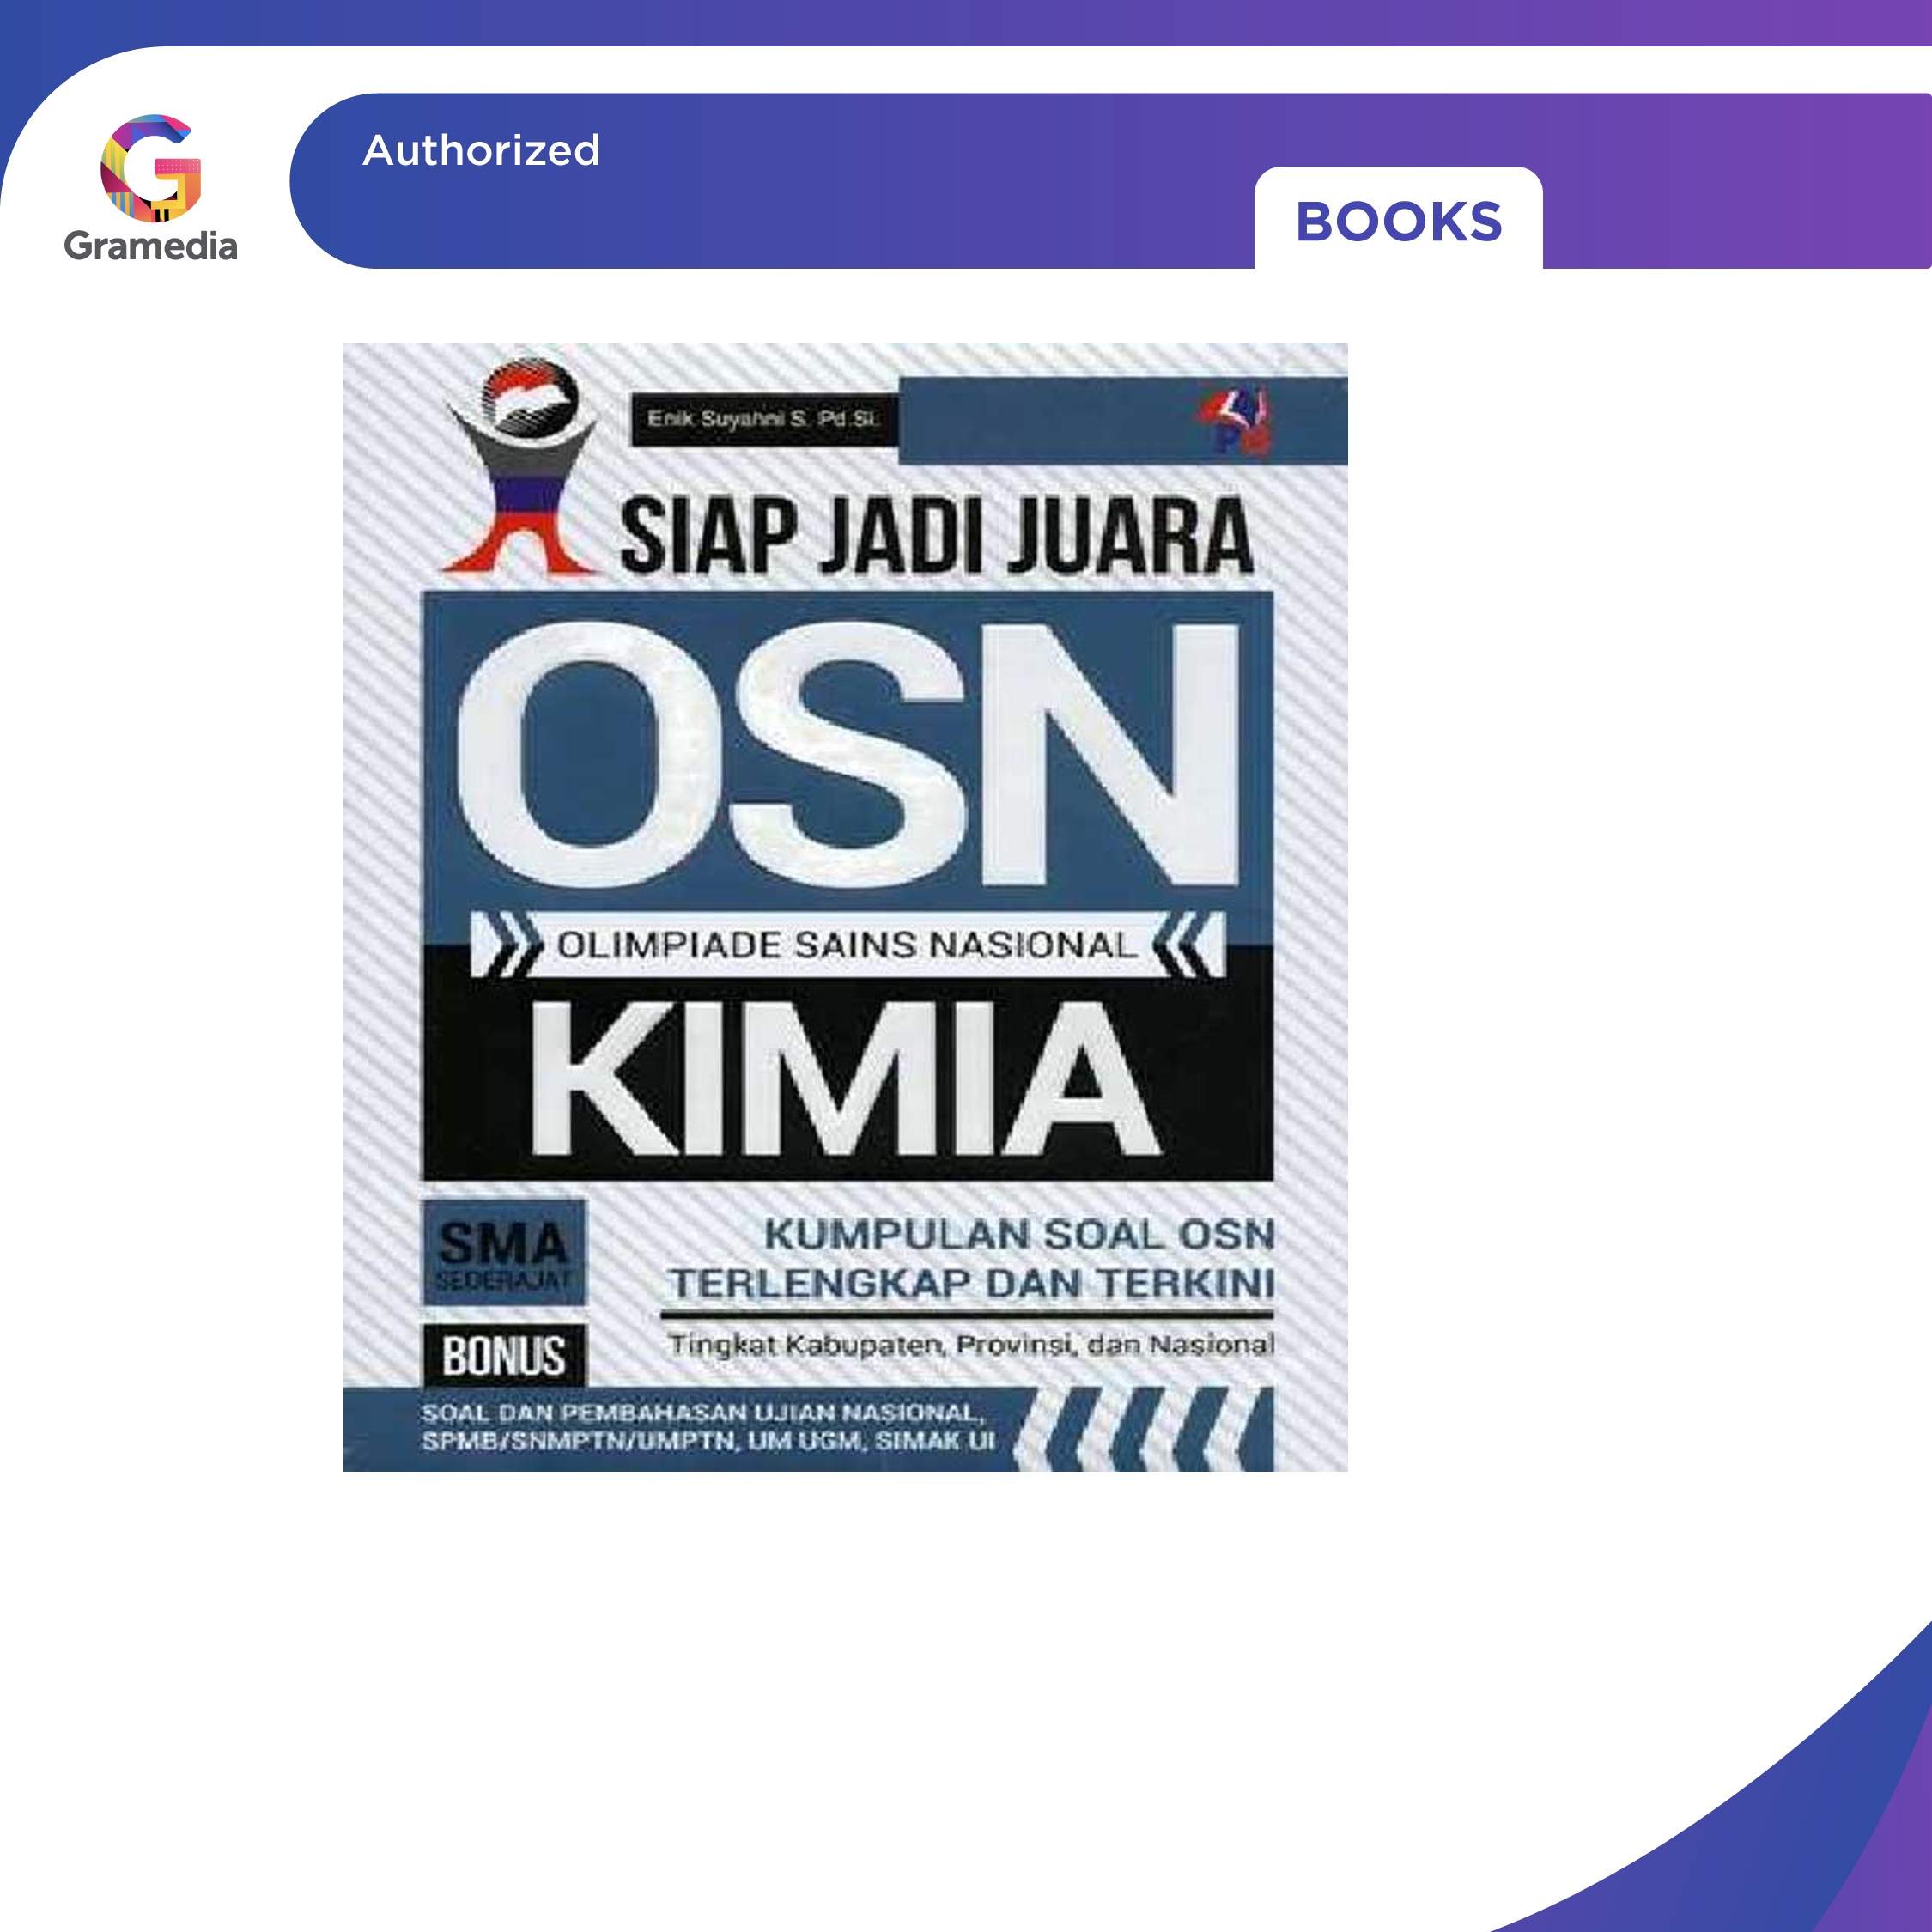 Authorized
BOOKS
Gramedia
Enik Suyahni S. Pd.Si.
SIAP JADI JUARA
OSN
OLIMPIADE SAINS NASIONAL
KIMIA
SMA
SEDERAJAT
KUMPULAN SOAL OSN
TERLENGKAP DAN TERKINI
Tingkat Kabupaten, Provinsi, dan Nasional
BONUS
SOAL DAN PEMBAHASAN UJIAN NASIONAL,
SPMB/SNMPTN/UMPTN, UM UGM, SIMAK UI